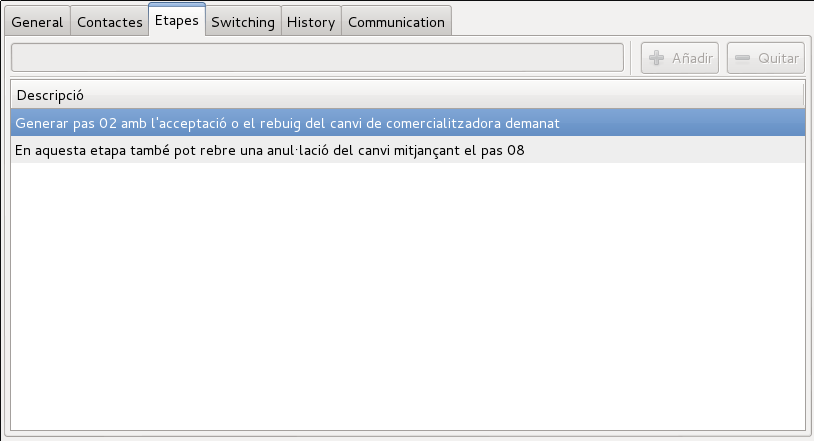 General Contactes Etapes Switching History Communication
Añadir Quitar
Descripció
Generar pas 02 amb l'acceptació o el rebuig del canvi de comercialitzadora demanat
En aquesta etapa també pot rebre una anul·lació del canvi mitjançant el pas 08